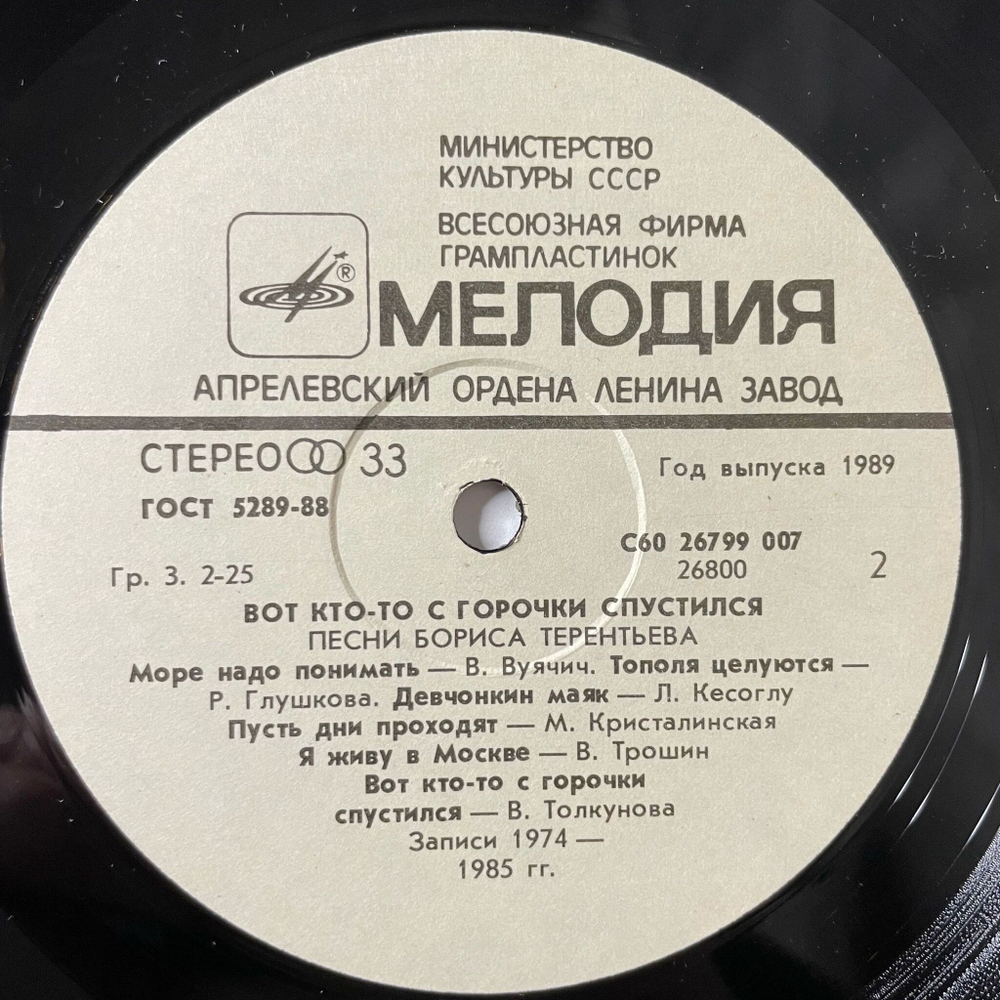 МИНИСТЕРСТВО
КУЛЬТУРЫ СССР
ВСЕСОЮЗНАЯ ФИРМА
ГРАМПЛАСТИНОК
®
МЕЛОДИЯ
АПРЕЛЕВСКИЙ ОРДЕНА ЛЕНИНА ЗАВОД
СТЕРЕО 33
Год выпуска 1989
ГОСТ 5289-88
С60 26799 007
Гр. 3. 2-25
26800
2
ВОТ КТО-ТО С ГОРОЧКИ СПУСТИЛСЯ
ПЕСНИ БОРИСА ТЕРЕНТЬЕВА
Море надо понимать — В. Вуячич. Тополя целуются —
Р. Глушкова. Девчонкин маяк — Л. Кесоглу
Пусть дни проходят — М. Кристалинская
Я живу в Москве — В. Трошин
Вот кто-то с горочки
спустился — В. Толкунова
Записи 1974 —
1985 гг.